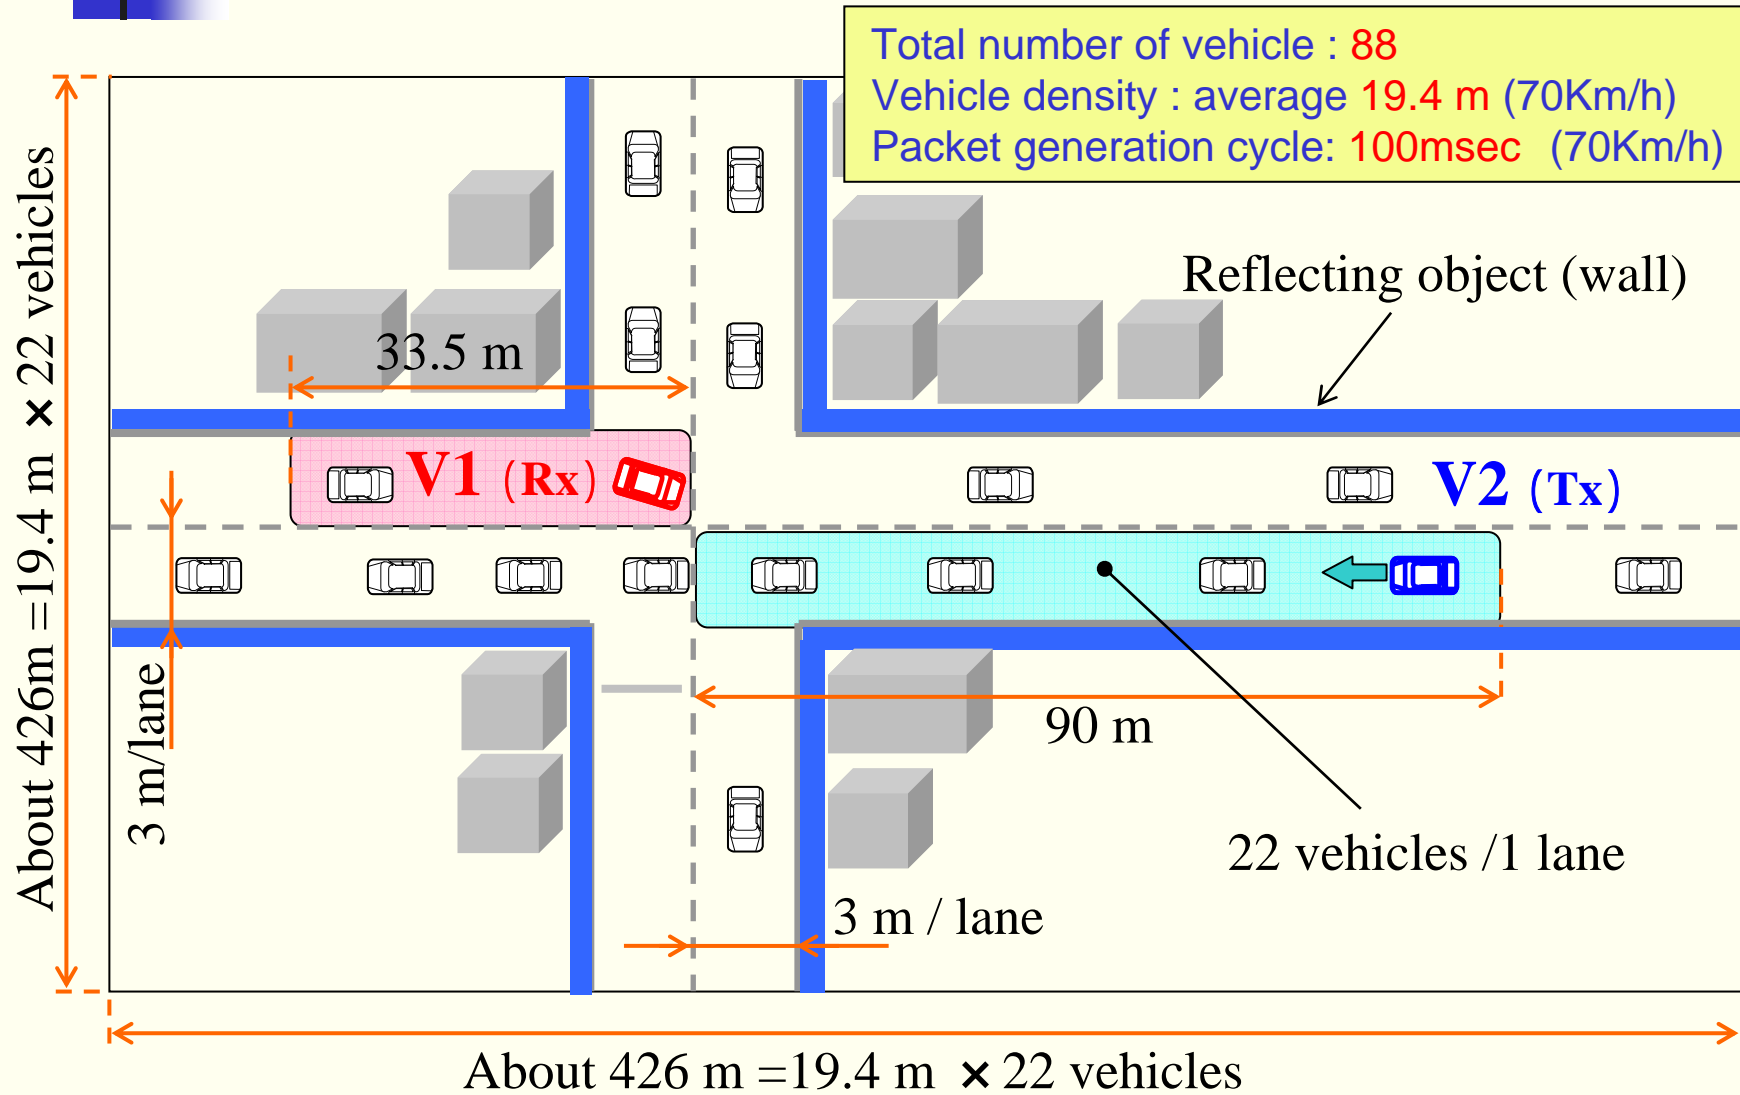 Total number of vehicle : 88
Vehicle density : average 19.4 m (70Km/h)
Packet generation cycle: 100msec (70Km/h)
About 426m =19.4 m × 22 vehicles
Reflecting object (wall)
33.5 m
V1 (Rx)
V2 (Tx)
3 m/lane
90 m
22 vehicles /1 lane
3 m / lane
About 426 m =19.4 m × 22 vehicles